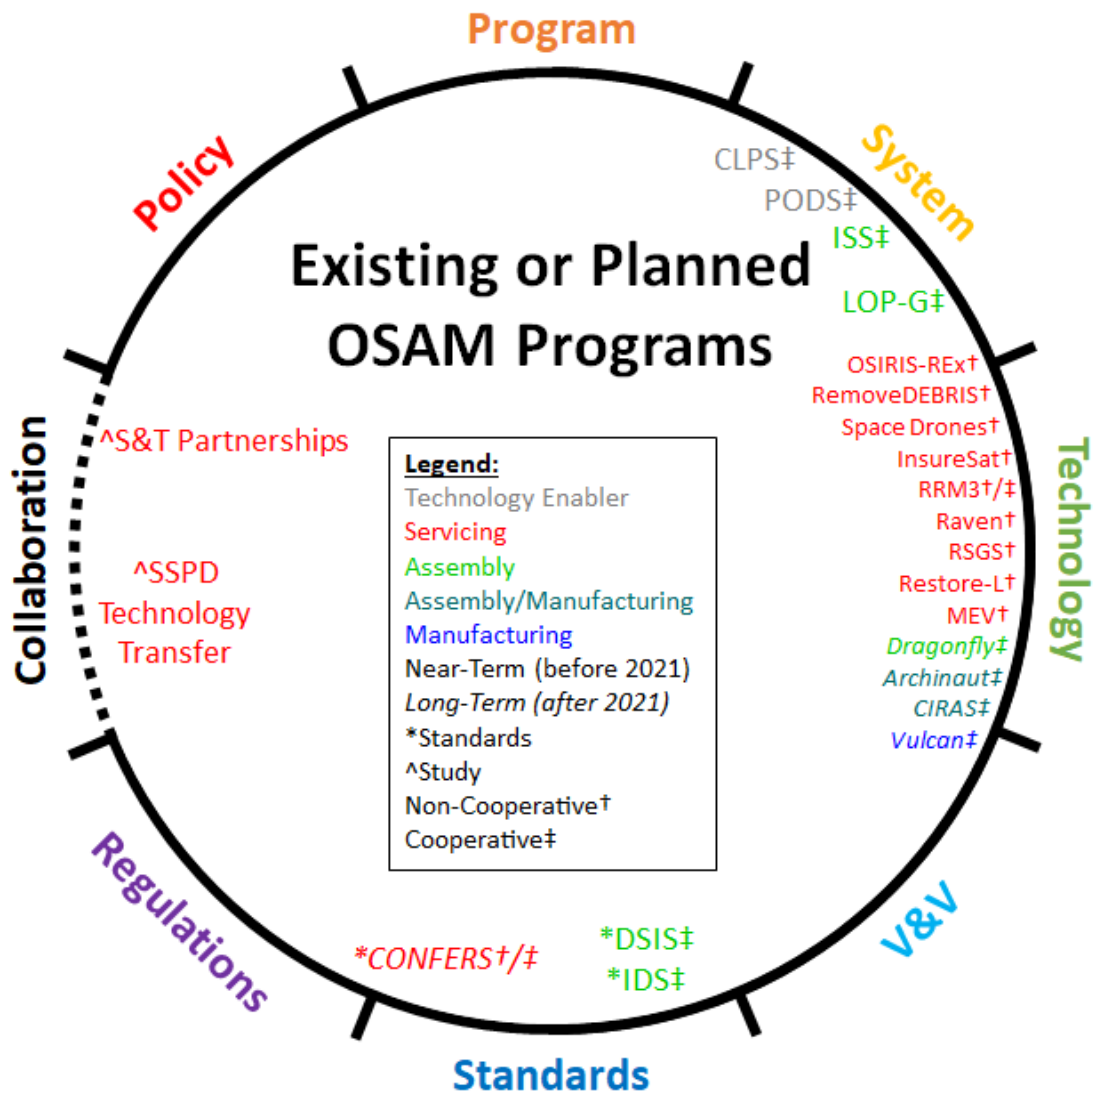 Program
Policy
System
CLPS‡
PODS‡
ISS‡
LOP-G‡
Existing or Planned
OSAM Programs
OSIRIS-REx†
RemoveDEBRIS†
Space Drones†
InsureSat†
RRM3†/‡
Raven†
RSGS†
Restore-L†
MEV†
Dragonfly‡
Archinaut‡
CIRAS‡
Vulcan‡
Technology
Collaboration
^S&T Partnerships
^SSPD
Technology
Transfer
Legend:
Technology Enabler
Servicing
Assembly
Assembly/Manufacturing
Manufacturing
Near-Term (before 2021)
Long-Term (after 2021)
*Standards
^Study
Non-Cooperative†
Cooperative‡
Regulations
V&V
*CONFERS†/‡
*DSIS‡
*IDS‡
Standards